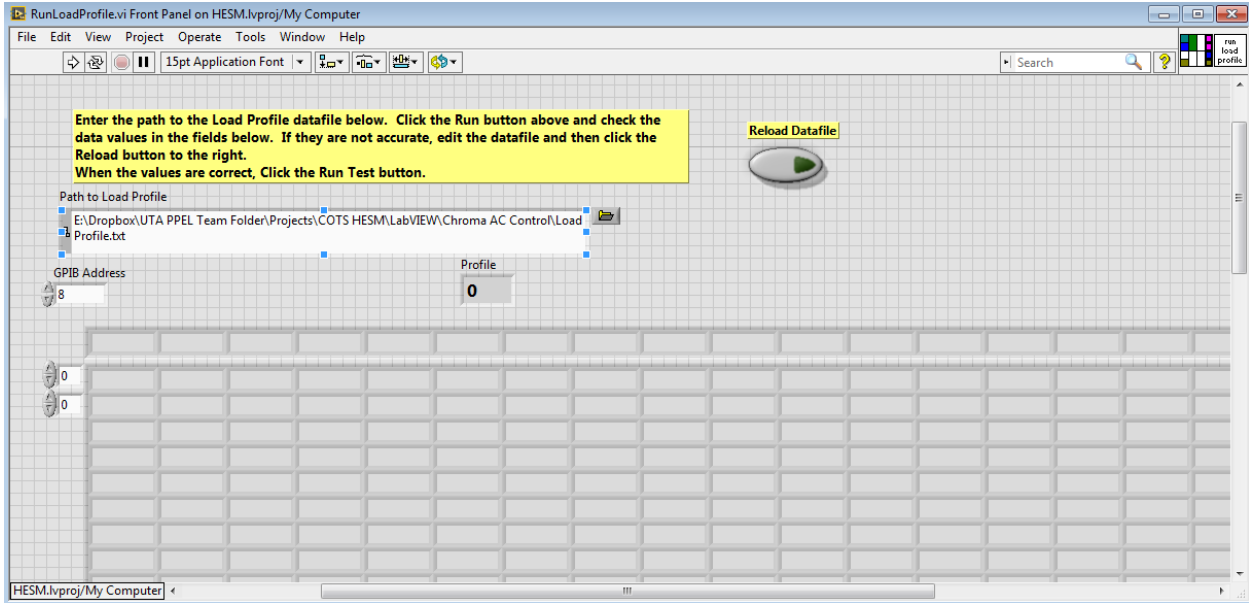 RunLoadProfile.vi Front Panel on HESM.lvproj/My Computer
File Edit View Project Operate Tools Window Help
15pt Application Font
Search
run
load
profile
Enter the path to the Load Profile datafile below. Click the Run button above and check the
data values in the fields below. If they are not accurate, edit the datafile and then click the
Reload button to the right.
When the values are correct, Click the Run Test button.
Reload Datafile
Path to Load Profile
E:\Dropbox\UTA PPEL Team Folder\Projects\COTS HESM\LabVIEW\Chroma AC Control\Load
Profile.txt
GPIB Address
8
Profile
0
0
0
HESM.lvproj/My Computer